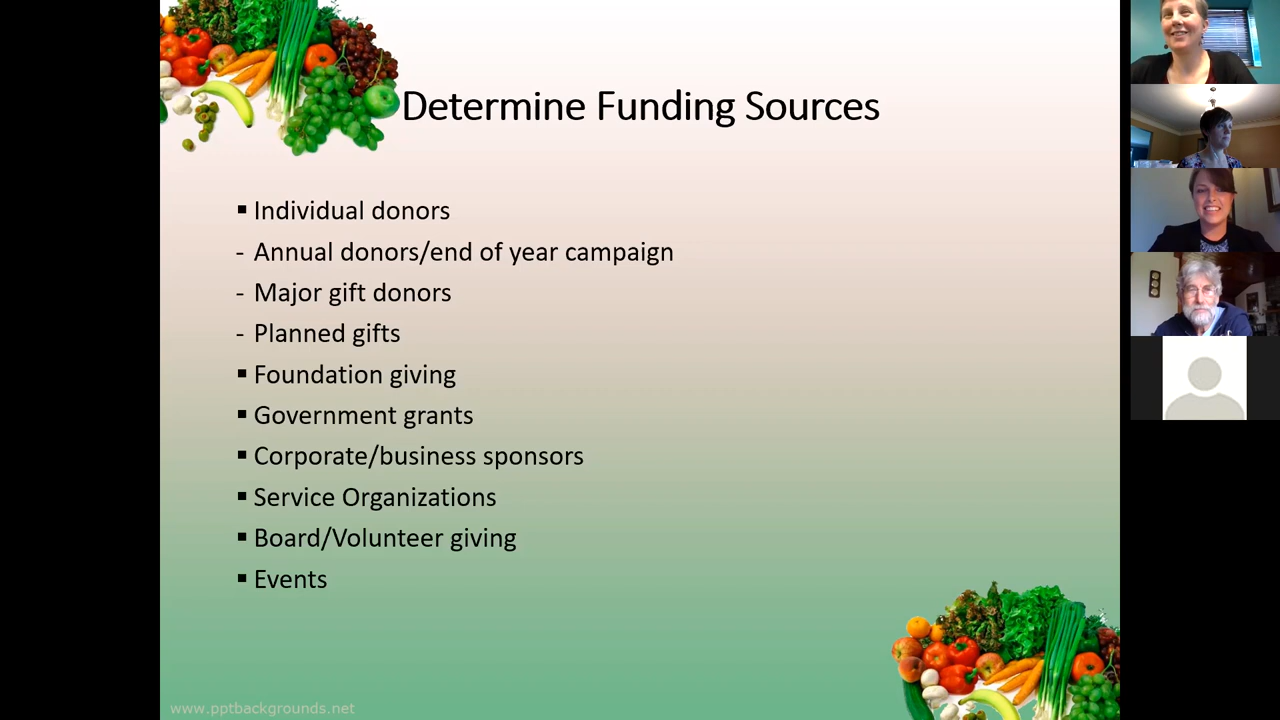 Determine Funding Sources
▪ Individual donors
- Annual donors/end of year campaign
- Major gift donors
- Planned gifts
▪ Foundation giving
▪ Government grants
▪ Corporate/business sponsors
▪ Service Organizations
▪ Board/Volunteer giving
▪ Events
www.pptbackgrounds.net